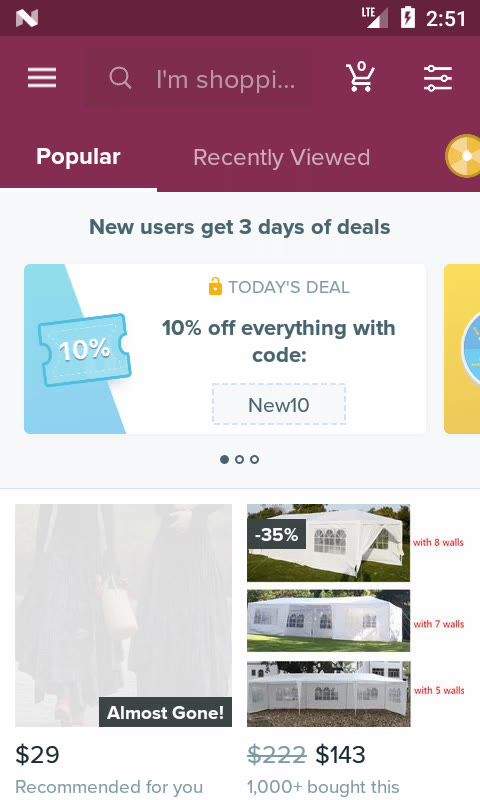 LTE 2:51
I'm shoppi...
0
Popular
Recently Viewed
New users get 3 days of deals
TODAY'S DEAL
10%
10% off everything with
code:
New10
Almost Gone!
-35%
with 8 walls
with 7 walls
with 5 walls
$29
Recommended for you
$222 $143
1,000+ bought this